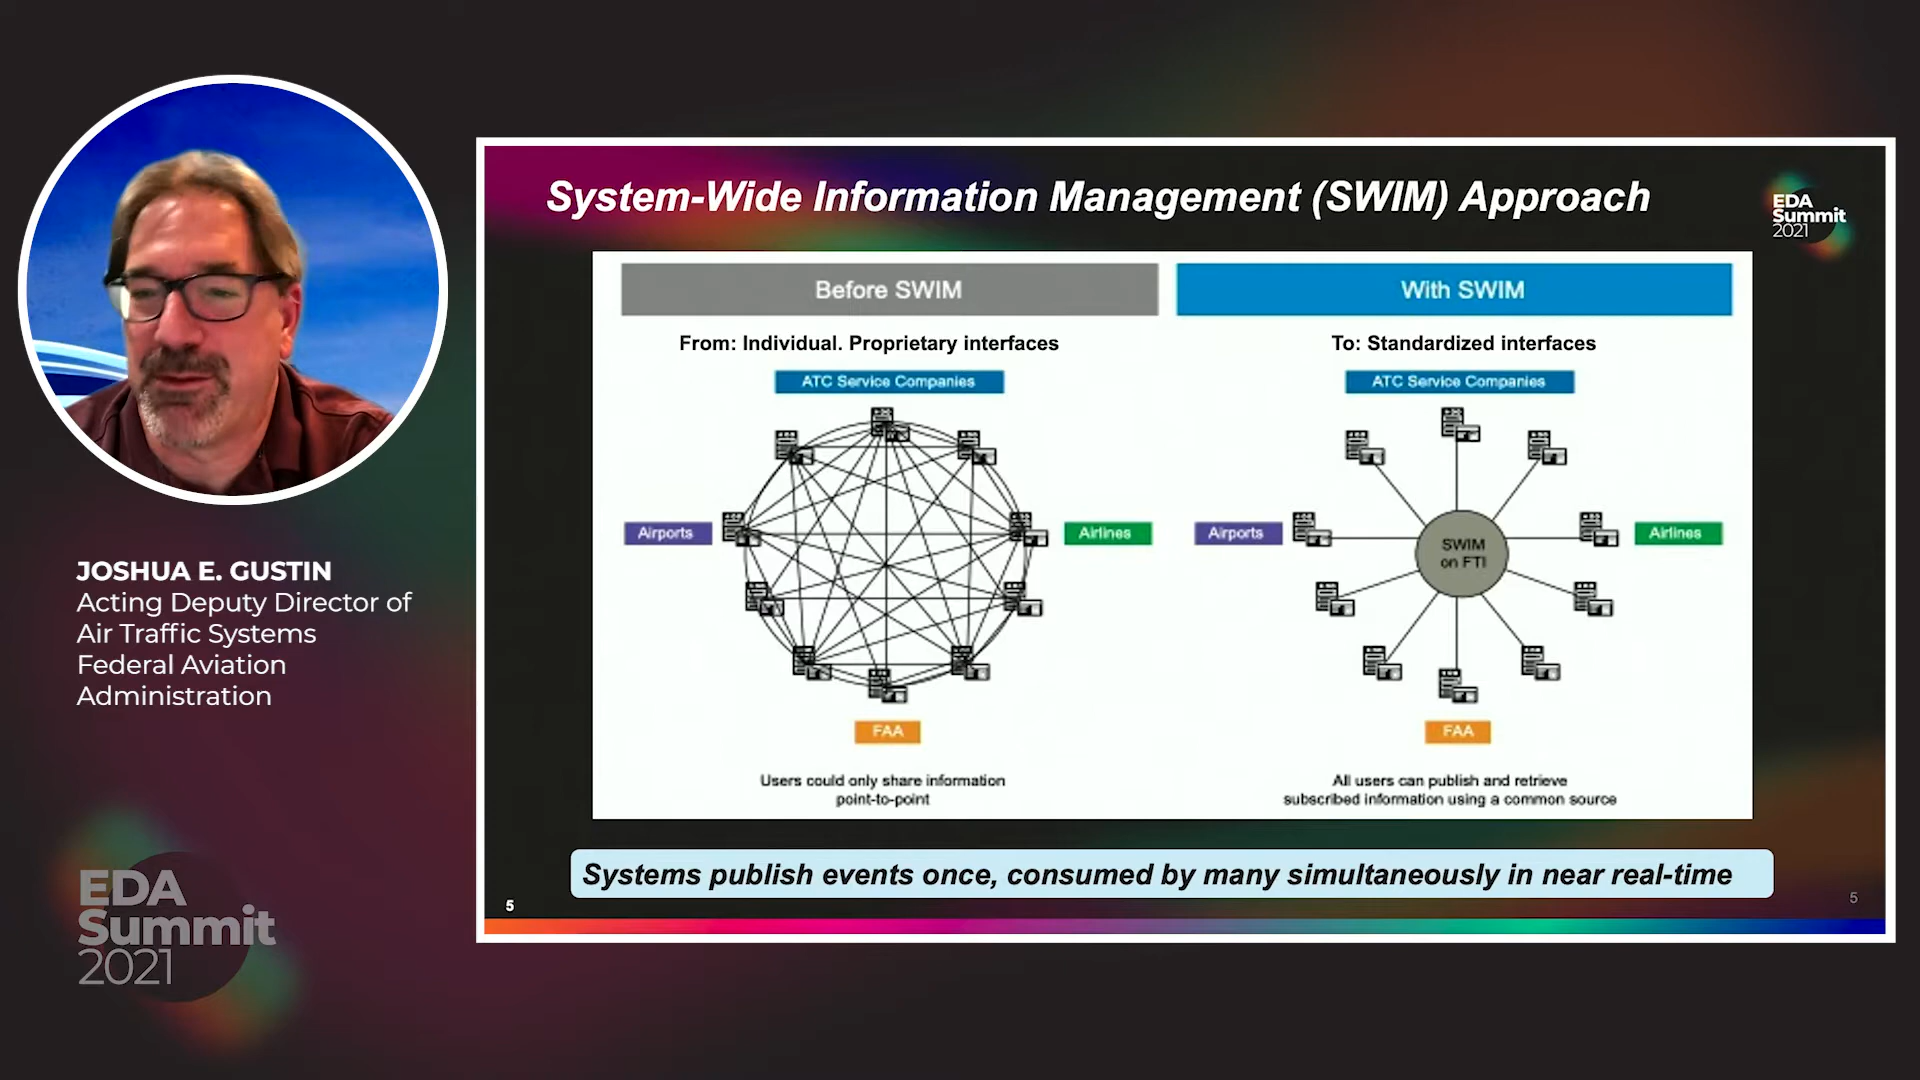 JOSHUA E. GUSTIN
Acting Deputy Director of
Air Traffic Systems
Federal Aviation
Administration
EDA
Summit
2021
System-Wide Information Management (SWIM) Approach
EDA
Summit
2021
Before SWIM
With SWIM
From: Individual. Proprietary interfaces
To: Standardized interfaces
ATC Service Companies
ATC Service Companies
Airports
Airlines
Airports
SWIM
on FTI
Airlines
FAA
FAA
Users could only share information
point-to-point
All users can publish and retrieve
subscribed information using a common source
Systems publish events once, consumed by many simultaneously in near real-time
5
5